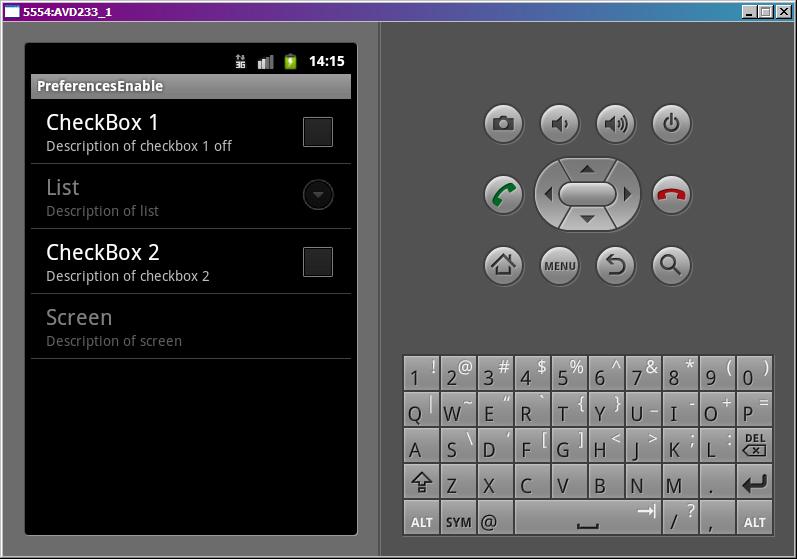 5554:AVD233_1
3G 14:15
PreferencesEnable
CheckBox 1
Description of checkbox 1 off
List
Description of list
CheckBox 2
Description of checkbox 2
Screen
Description of screen
MENU
1 ! 2 @ 3 # 4 $ 5 % 6 ^ 7 & 8 * 9 ( 0 )
Q | W ~ E “ R ` T { Y } U _ I - O + P =
A S \ D ‘ F [ G ] H < J > K ; L : DEL
Z X C V B N M .
ALT SYM @ / ? , ALT